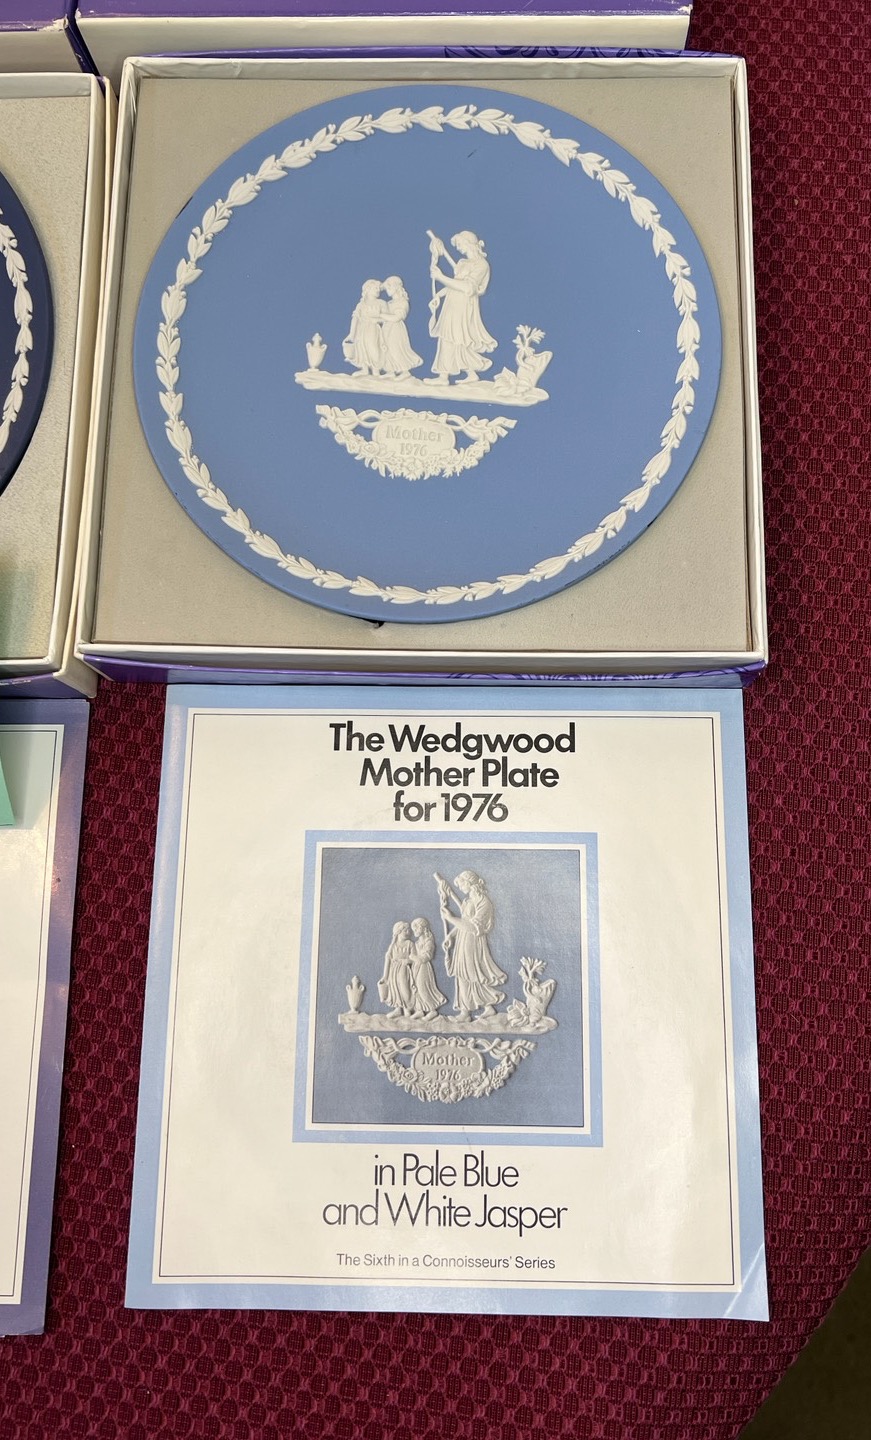 Mother
1976
The Wedgwood
Mother Plate
for 1976
Mother
1976
in Pale Blue
and White Jasper
The Sixth in a Connoisseurs' Series